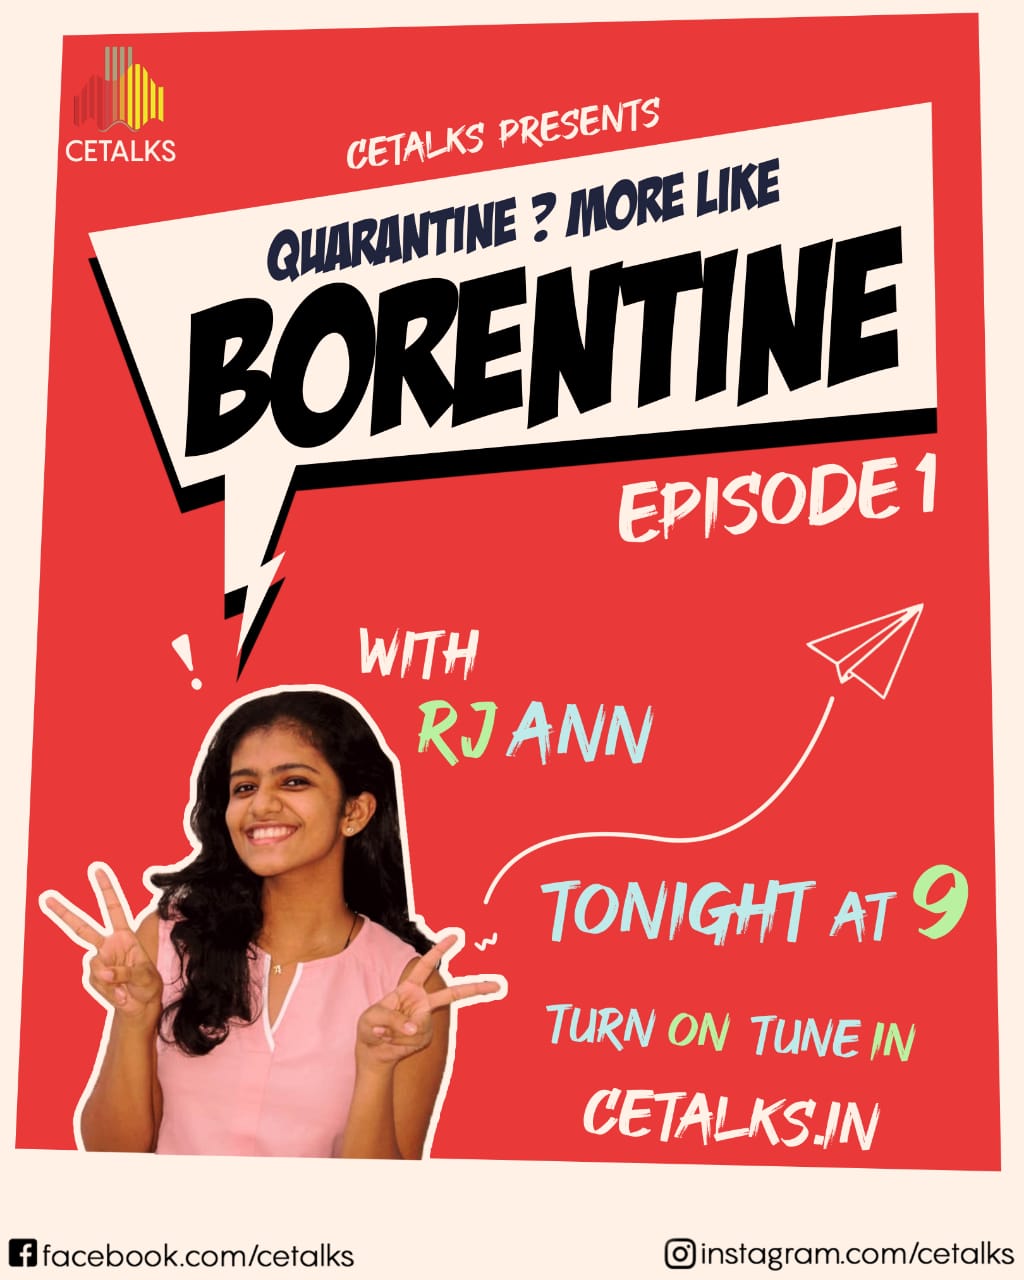 CETALKS
CETALKS PRESENTS
QUARANTINE ? MORE LIKE
BORENTINE
EPISODE 1
!
WITH
RJ ANN
TONIGHT AT 9
TURN ON TUNE IN
CETALKS.IN
A
facebook.com/cetalks
instagram.com/cetalks